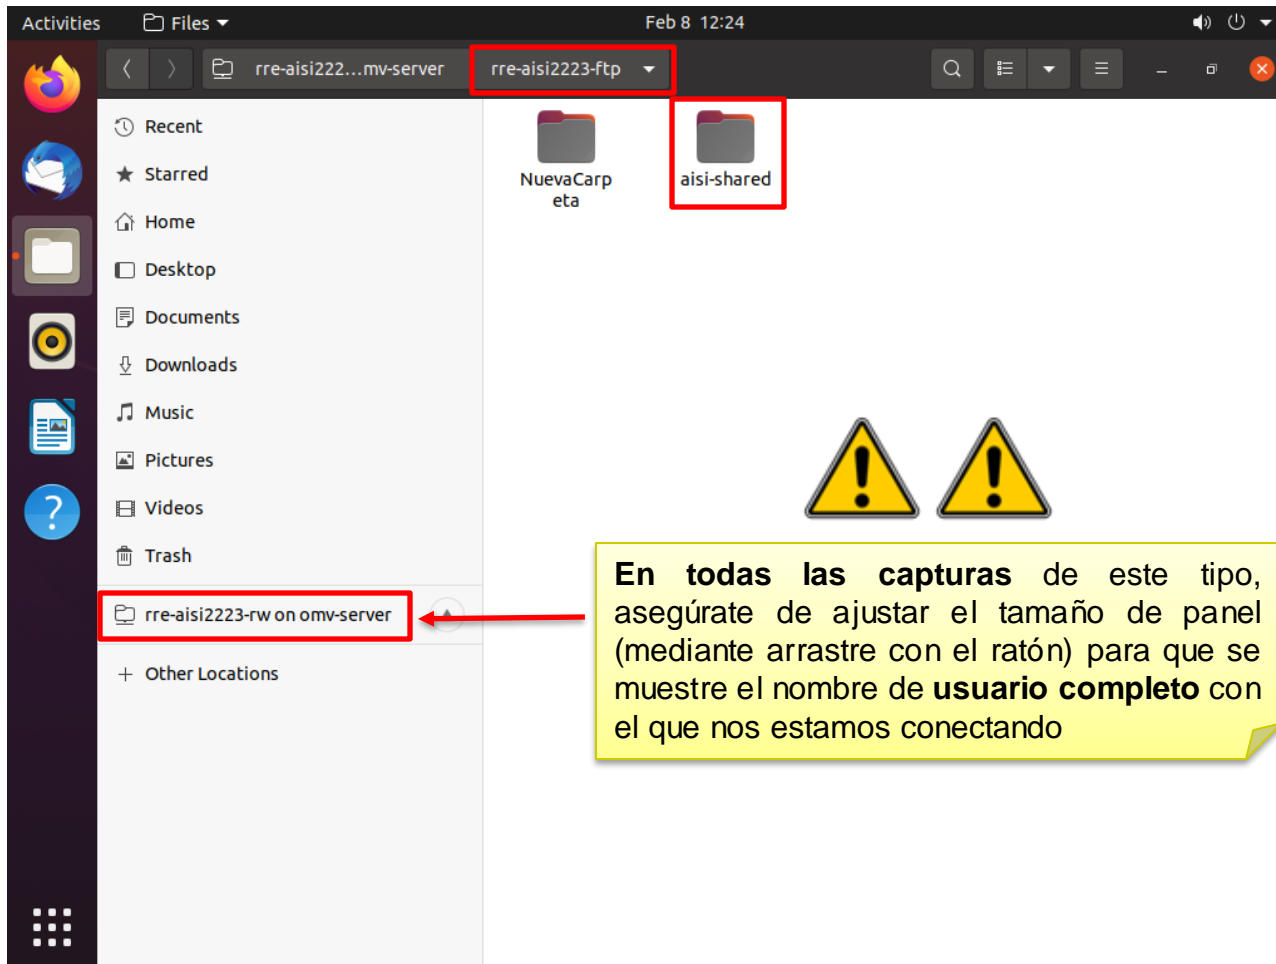 Activities
Files
Feb 8 12:24
rre-aisi222...mv-server
rre-aisi2223-ftp
Recent
Starred
Home
Desktop
Documents
Downloads
Music
Pictures
Videos
Trash
rre-aisi2223-rw on omv-server
+ Other Locations
NuevaCarp
eta
aisi-shared
En todas las capturas de este tipo,
asegúrate de ajustar el tamaño de panel
(mediante arrastre con el ratón) para que se
muestre el nombre de usuario completo con
el que nos estamos conectando